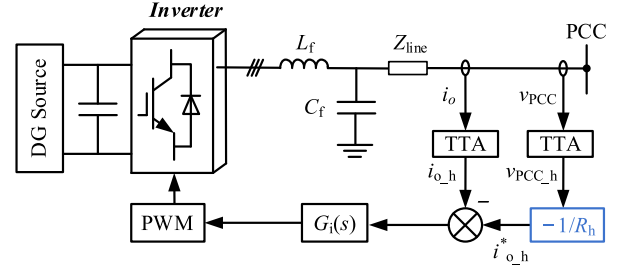 Inverter
PCC
DG Source
L_f
Z_line
C_f
i_o
v_PCC
TTA
TTA
i_o_h
v_PCC_h
−
PWM
G_i(s)
−1/R_h
i*_o_h